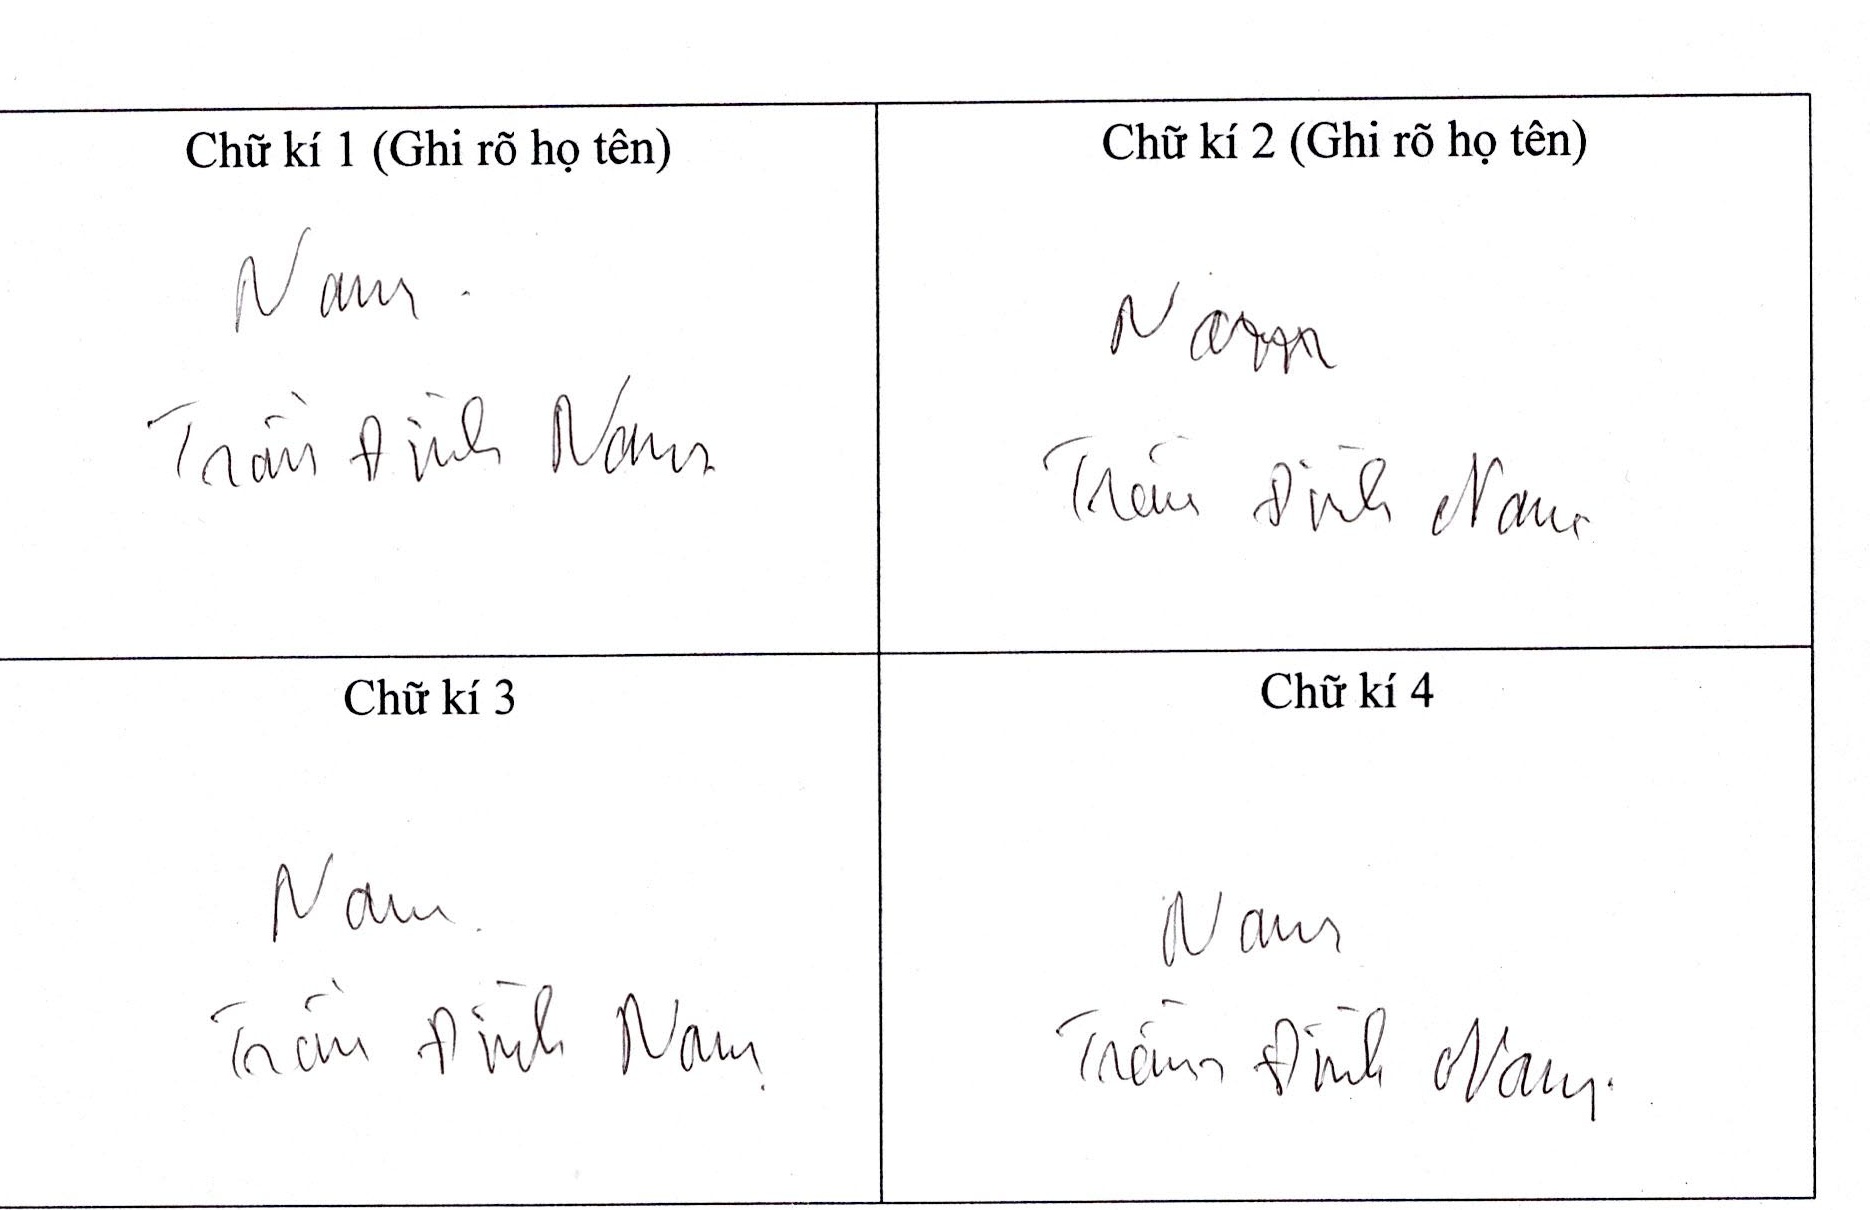 Chữ kí 1 (Ghi rõ họ tên)
Nam.
Trần Đình Nam
Chữ kí 2 (Ghi rõ họ tên)
Nam
Trần Đình Nam
Chữ kí 3
Nam.
Trần Đình Nam.
Chữ kí 4
Nam
Trần Đình Nam.